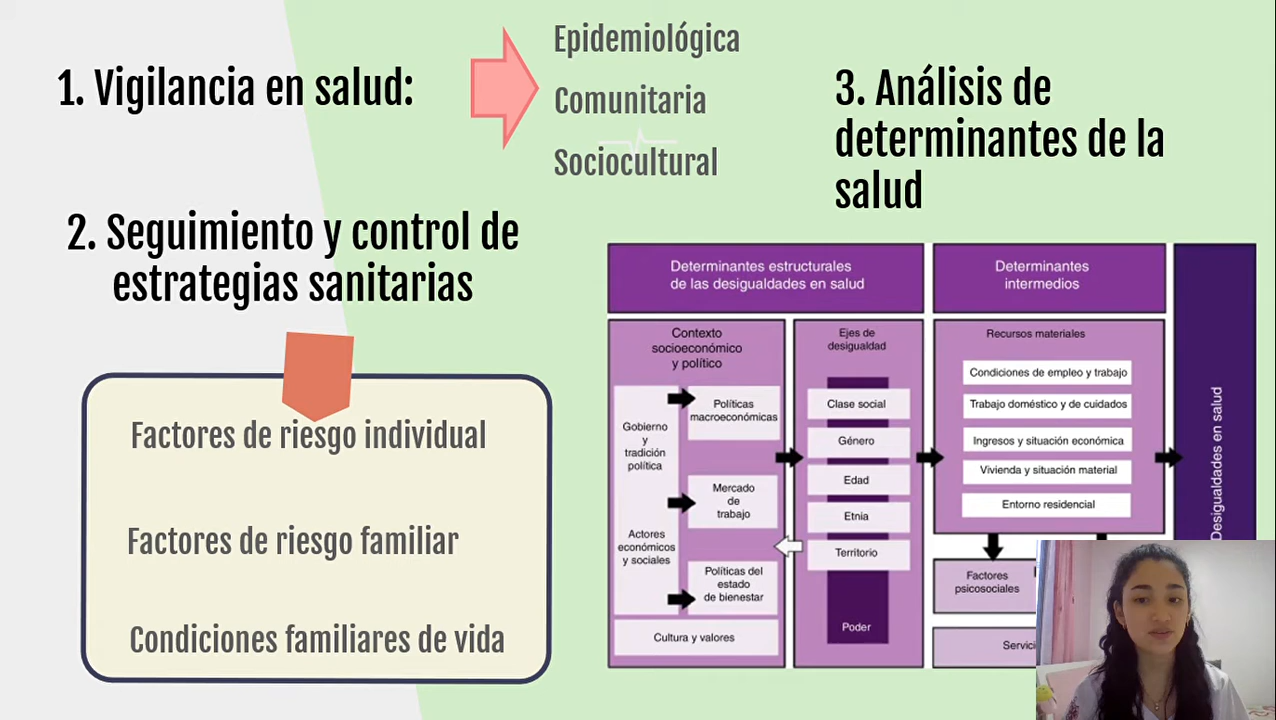 1. Vigilancia en salud:
Epidemiológica
Comunitaria
Sociocultural
2. Seguimiento y control de
estrategias sanitarias
Factores de riesgo individual
Factores de riesgo familiar
Condiciones familiares de vida
3. Análisis de
determinantes de la
salud
Determinantes estructurales
de las desigualdades en salud
Contexto
socioeconómico
y político
Gobierno
y
tradición
política
Actores
económicos
y sociales
Políticas
macroeconómicas
Mercado
de
trabajo
Políticas del
estado
de bienestar
Cultura y valores
Ejes de
desigualdad
Clase social
Género
Edad
Etnia
Territorio
Poder
Determinantes
intermedios
Recursos materiales
Condiciones de empleo y trabajo
Trabajo doméstico y de cuidados
Ingresos y situación económica
Vivienda y situación material
Entorno residencial
Factores
psicosociales
Desigualdades en salud